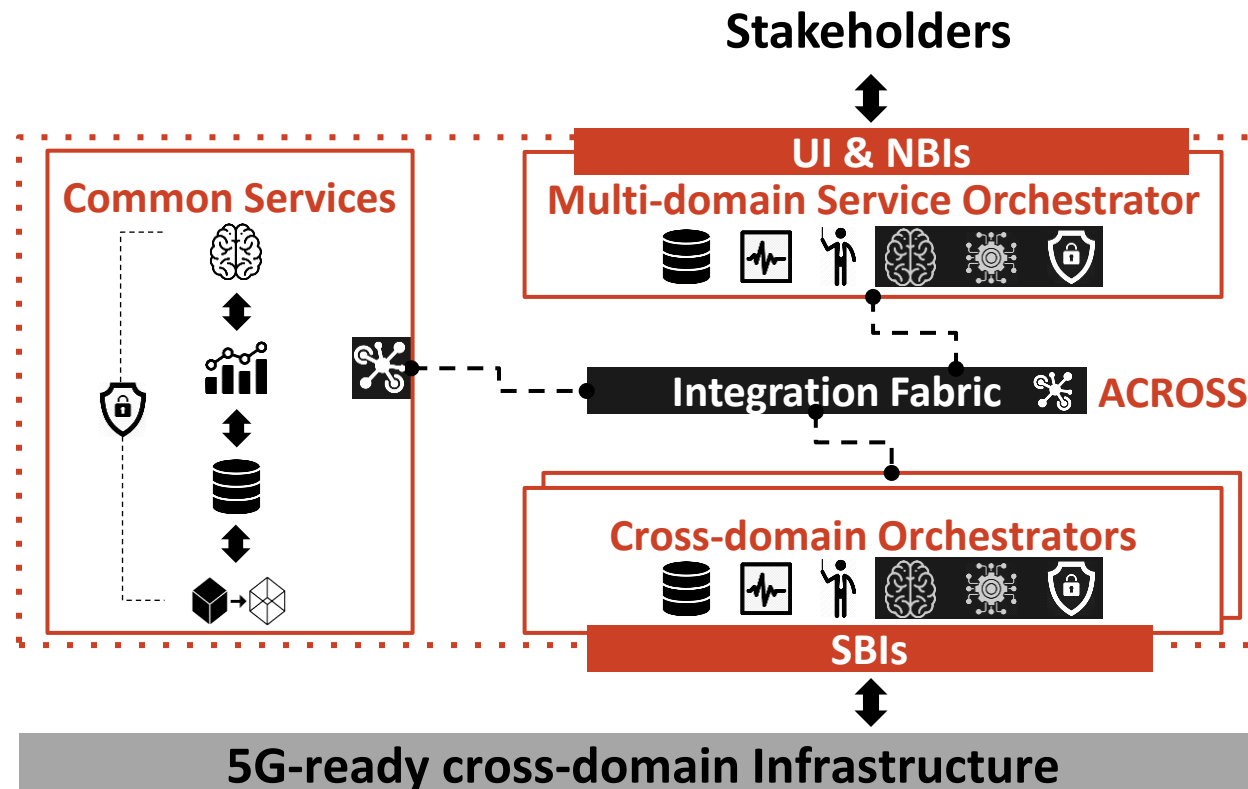 Stakeholders
UI & NBIs
Common Services
Multi-domain Service Orchestrator
Integration Fabric
ACROSS
Cross-domain Orchestrators
SBIs
5G-ready cross-domain Infrastructure